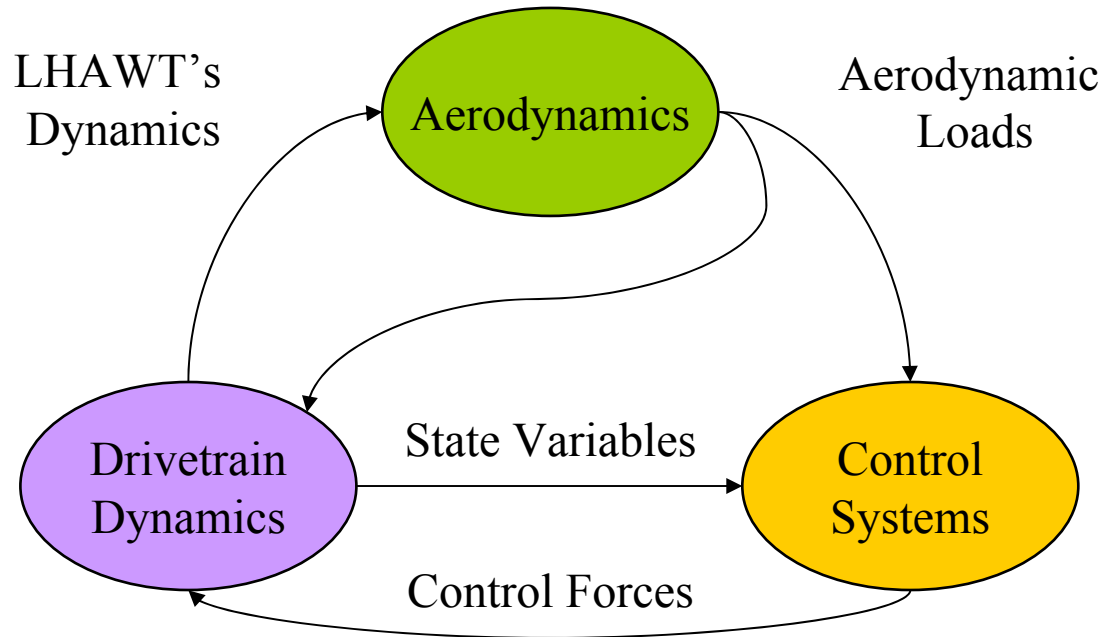 LHAWT’s
Dynamics
Aerodynamics
Aerodynamic
Loads
Drivetrain
Dynamics
State Variables
Control
Systems
Control Forces